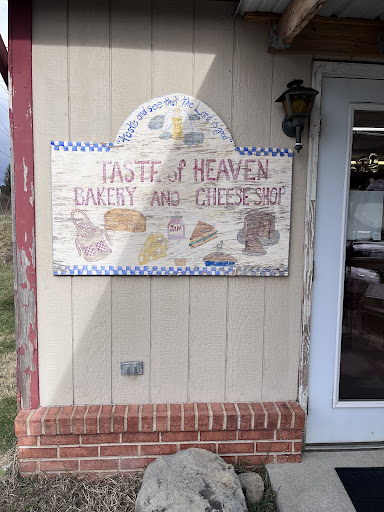 taste and see that the Lord is good
TASTE of HEAVEN
BAKERY AND CHEESE SHOP
JAM